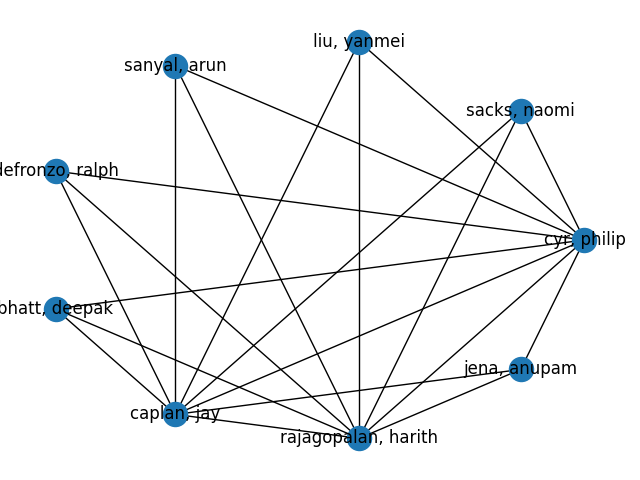 liu, yanmei
sanyal, arun
sacks, naomi
defronzo, ralph
cyr, philip
bhatt, deepak
jena, anupam
caplan, jay
rajagopalan, harith